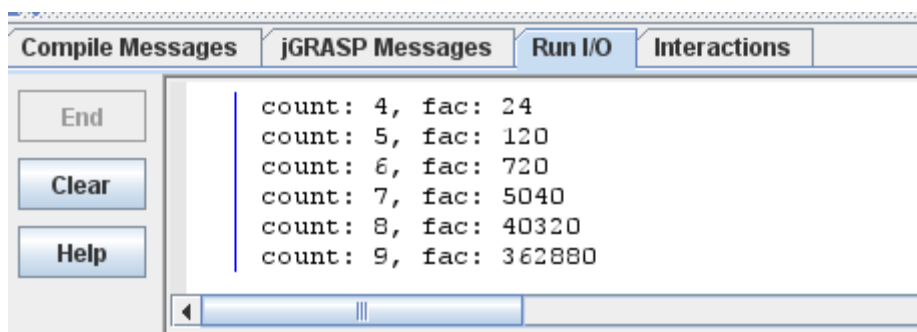 Compile Messages jGRASP Messages Run I/O Interactions
End
Clear
Help
count: 4, fac: 24
count: 5, fac: 120
count: 6, fac: 720
count: 7, fac: 5040
count: 8, fac: 40320
count: 9, fac: 362880